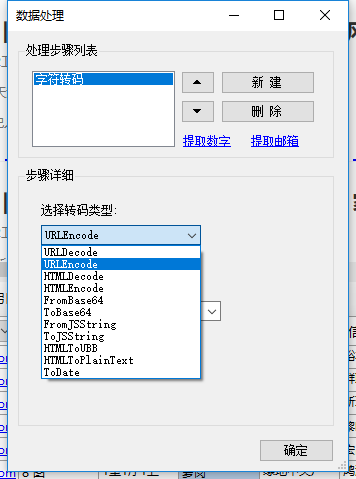 数据处理
处理步骤列表
字符转码
新 建
删 除
提取数字
提取邮箱
步骤详细
选择转码类型:
URLEncode
URLDecode
URLEncode
HTMLDecode
HTMLEncode
FromBase64
ToBase64
FromJSString
ToJSString
HTMLToUBB
HTMLToPlainText
ToDate
确定